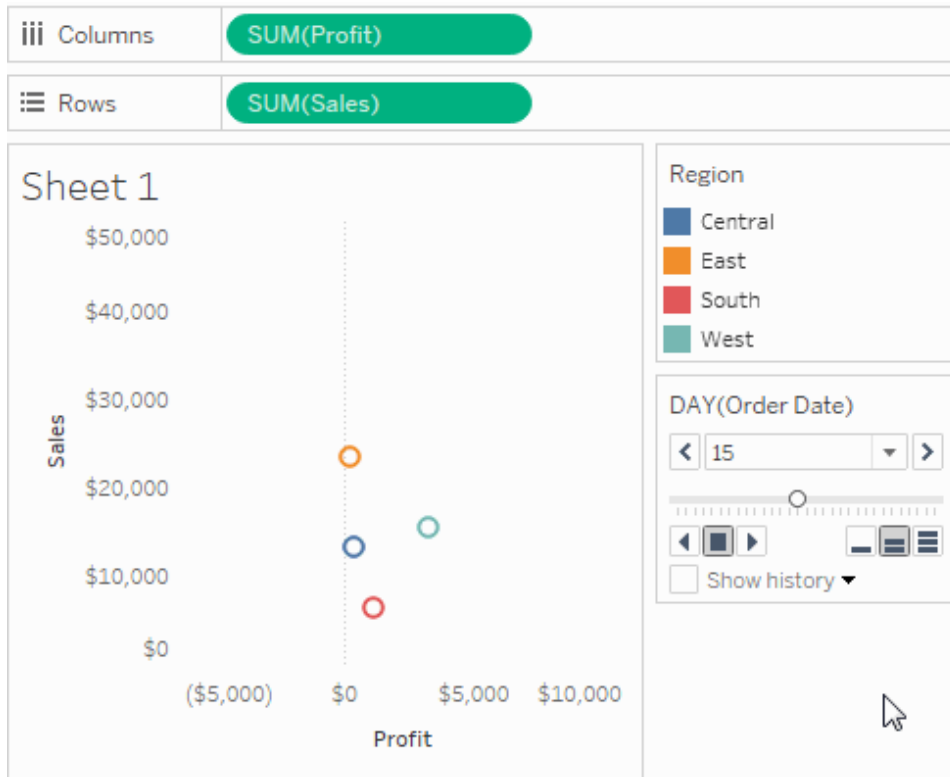 Columns
SUM(Profit)
Rows
SUM(Sales)
Sheet 1
$50,000
$40,000
$30,000
$20,000
$10,000
$0
Sales
($5,000) $0 $5,000 $10,000
Profit
Region
Central
East
South
West
DAY(Order Date)
15
Show history